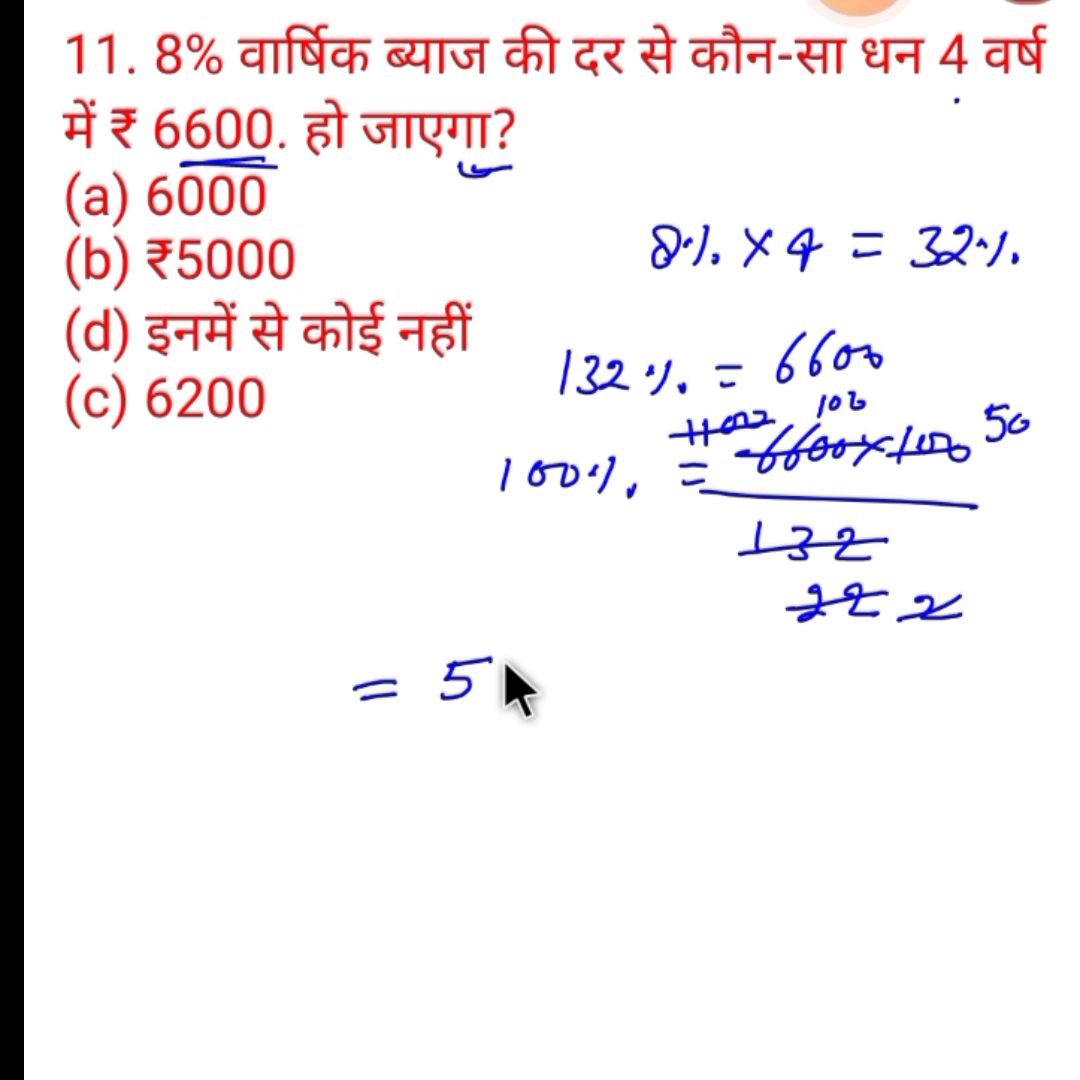 11. 8% वार्षिक ब्याज की दर से कौन-सा धन 4 वर्ष
में ₹ 6600. हो जाएगा?
(a) 6000
(b) ₹5000
(d) इनमें से कोई नहीं
(c) 6200
8% × 4 = 32%
132% = 6600
1100 100
100% = 6600×100 50
132
22 2
= 5